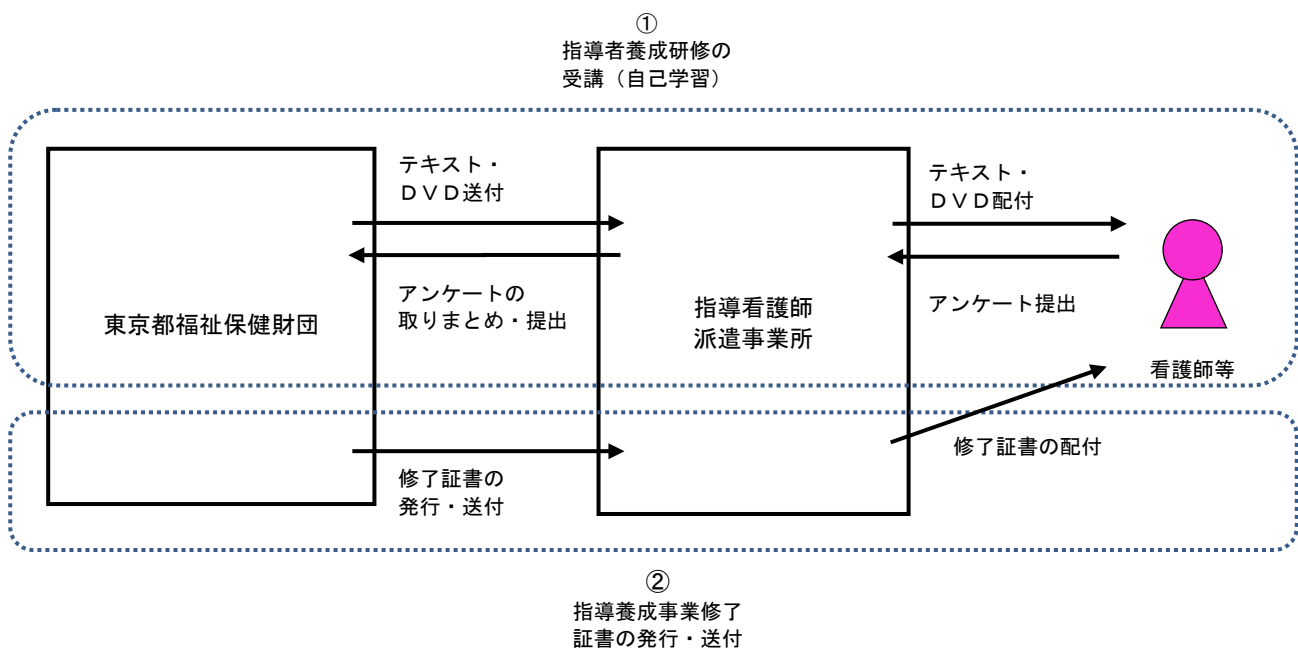 ①
指導者養成研修の
受講（自己学習）
テキスト・
ＤＶＤ送付
テキスト・
ＤＶＤ配付
アンケートの
取りまとめ・提出
アンケート提出
東京都福祉保健財団
指導看護師
派遣事業所
看護師等
修了証書の配付
修了証書の
発行・送付
②
指導養成事業修了
証書の発行・送付